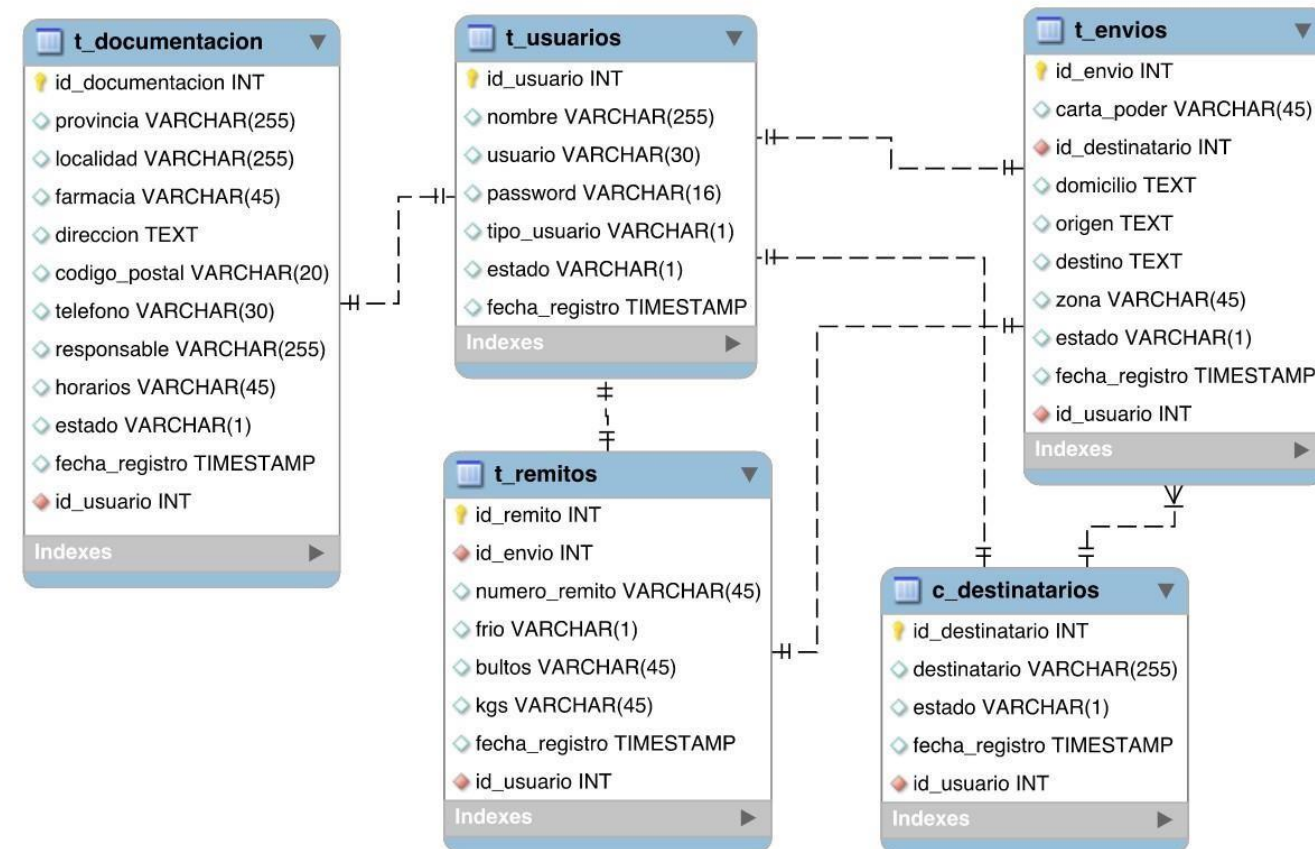 t_documentacion
id_documentacion INT
provincia VARCHAR(255)
localidad VARCHAR(255)
farmacia VARCHAR(45)
direccion TEXT
codigo_postal VARCHAR(20)
telefono VARCHAR(30)
responsable VARCHAR(255)
horarios VARCHAR(45)
estado VARCHAR(1)
fecha_registro TIMESTAMP
id_usuario INT
Indexes
t_usuarios
id_usuario INT
nombre VARCHAR(255)
usuario VARCHAR(30)
password VARCHAR(16)
tipo_usuario VARCHAR(1)
estado VARCHAR(1)
fecha_registro TIMESTAMP
Indexes
t_envios
id_envio INT
carta_poder VARCHAR(45)
id_destinatario INT
domicilio TEXT
origen TEXT
destino TEXT
zona VARCHAR(45)
estado VARCHAR(1)
fecha_registro TIMESTAMP
id_usuario INT
Indexes
t_remitos
id_remito INT
id_envio INT
numero_remito VARCHAR(45)
frio VARCHAR(1)
bultos VARCHAR(45)
kgs VARCHAR(45)
fecha_registro TIMESTAMP
id_usuario INT
Indexes
c_destinatarios
id_destinatario INT
destinatario VARCHAR(255)
estado VARCHAR(1)
fecha_registro TIMESTAMP
id_usuario INT
Indexes